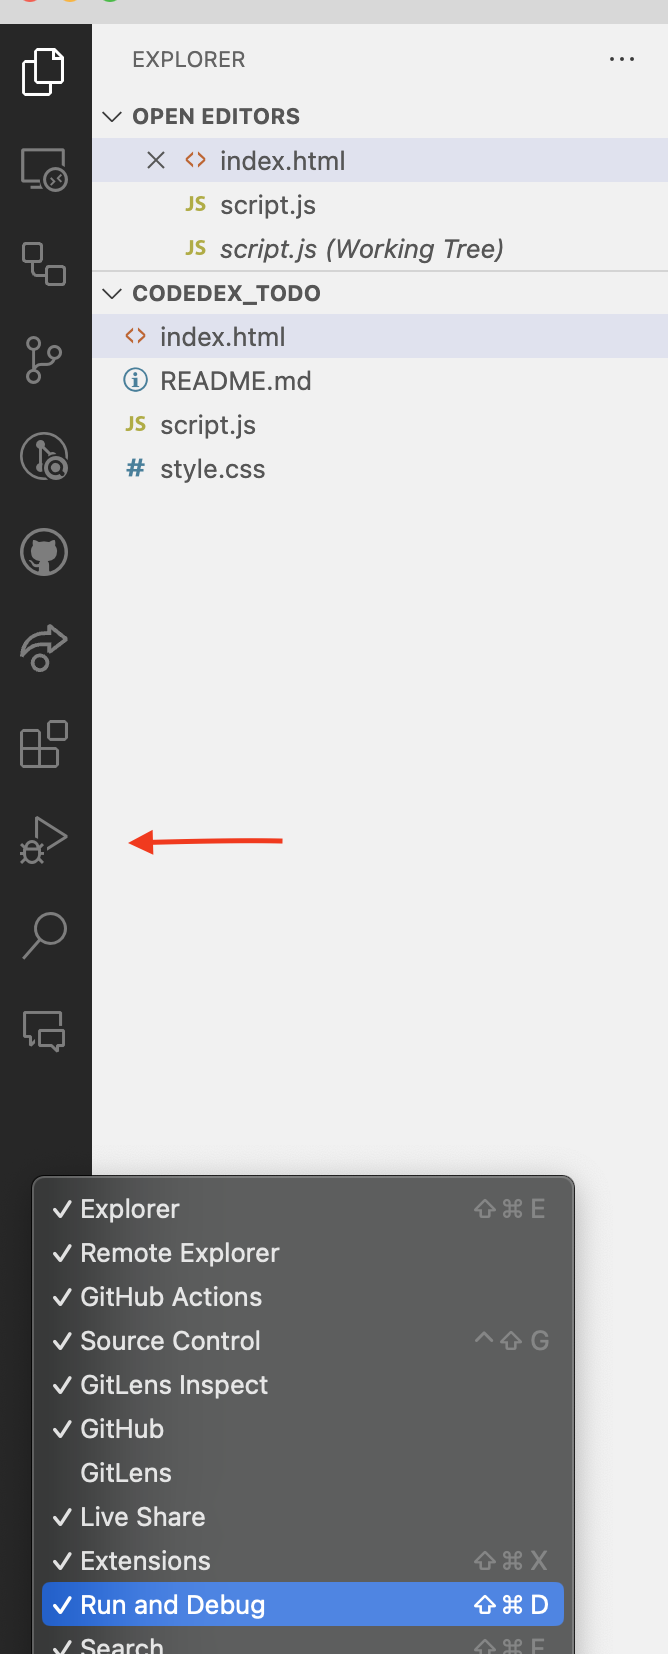 EXPLORER
OPEN EDITORS
index.html
JS script.js
JS script.js (Working Tree)
CODEDEX_TODO
index.html
README.md
JS script.js
# style.css
Explorer ⇧⌘E
Remote Explorer
GitHub Actions
Source Control ^⇧G
GitLens Inspect
GitHub
GitLens
Live Share
Extensions ⇧⌘X
Run and Debug ⇧⌘D
Search ⇧⌘F